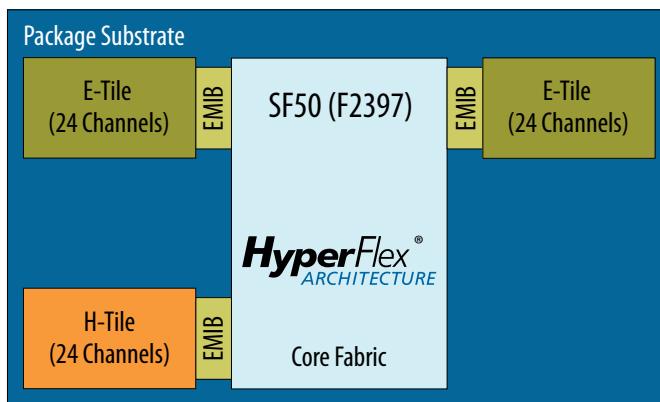 Package Substrate
E-Tile
(24 Channels)
EMIB
SF50 (F2397)
EMIB
E-Tile
(24 Channels)
HyperFlex®
ARCHITECTURE
H-Tile
(24 Channels)
EMIB
Core Fabric